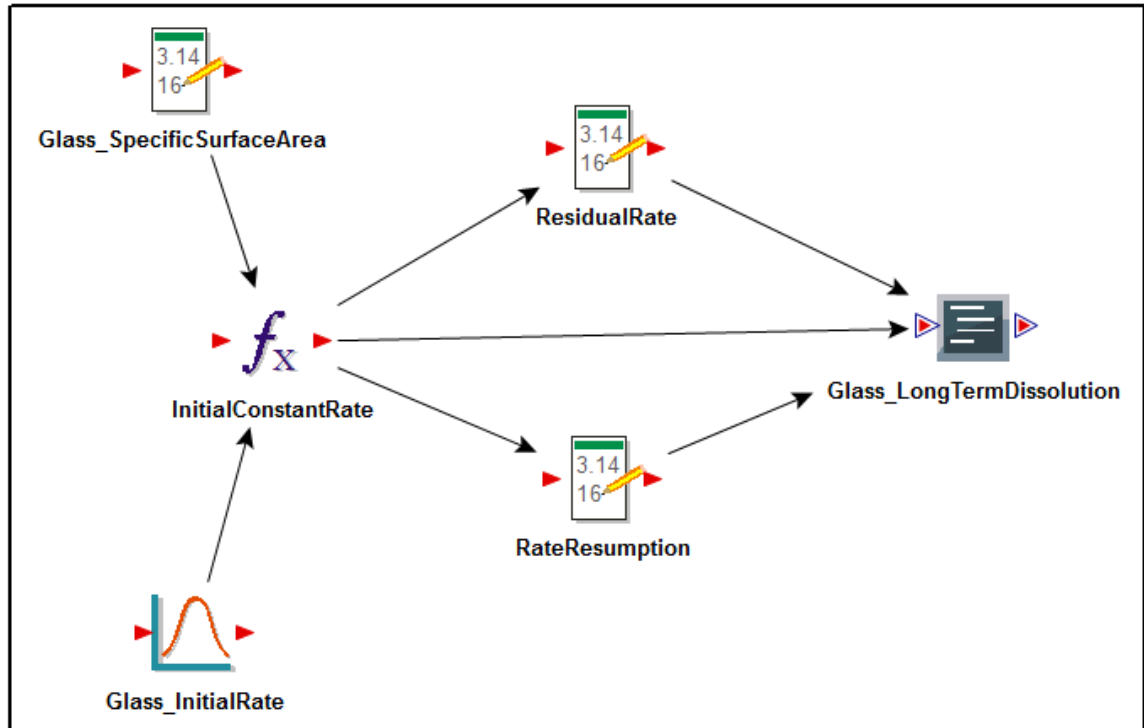 3.14
16
Glass_SpecificSurfaceArea
3.14
16
ResidualRate
fx
InitialConstantRate
Glass_LongTermDissolution
3.14
16
RateResumption
Glass_InitialRate